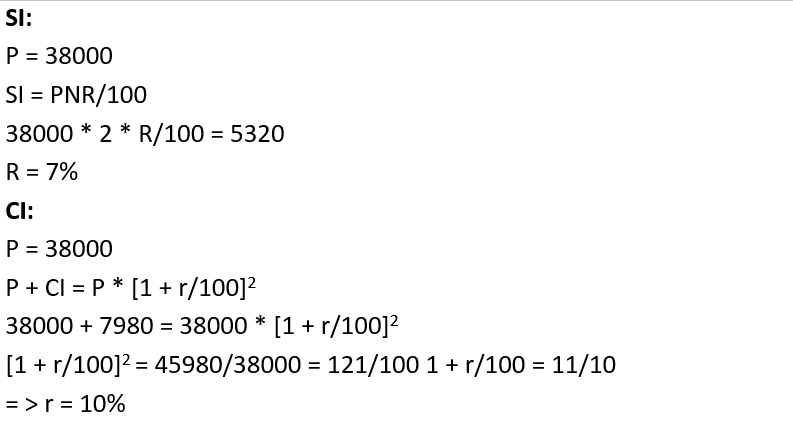 SI:
P = 38000
SI = PNR/100
38000 * 2 * R/100 = 5320
R = 7%
CI:
P = 38000
P + CI = P * [1 + r/100]²
38000 + 7980 = 38000 * [1 + r/100]²
[1 + r/100]² = 45980/38000 = 121/100 1 + r/100 = 11/10
= > r = 10%